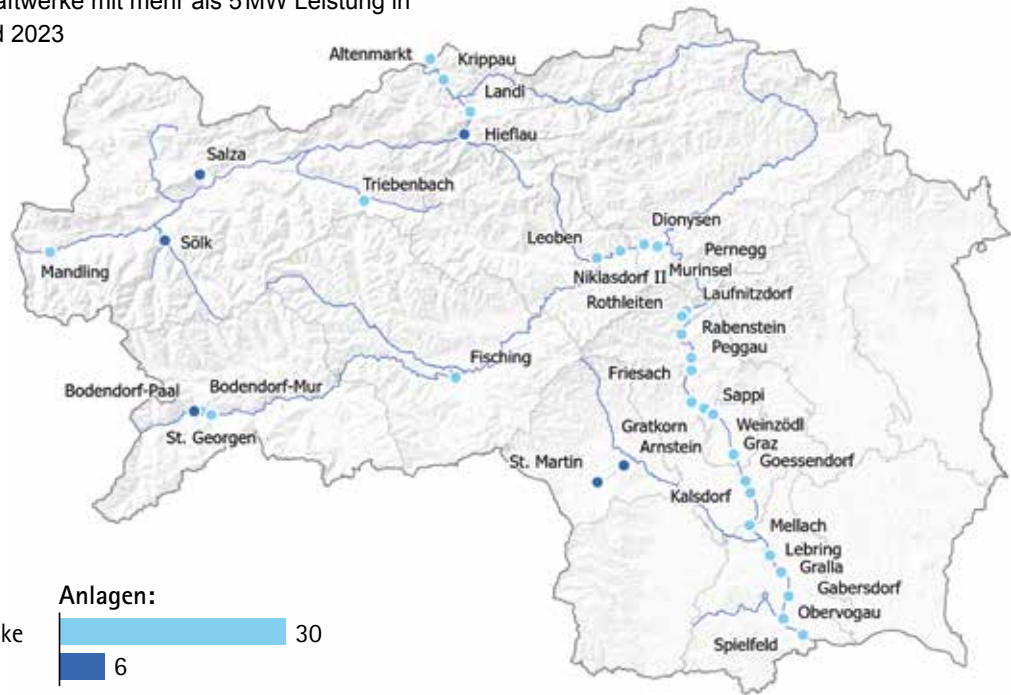 aftwerke mit mehr als 5 MW Leistung in
d 2023
Altenmarkt
Krippau
Landl
Hieflau
Salza
Triebenbach
Sölk
Mandling
Leoben
Dionysen
Pernegg
Niklasdorf II
Murinsel
Laufnitzdorf
Rothleiten
Rabenstein
Peggau
Fisching
Friesach
Bodendorf-Paal
Bodendorf-Mur
St. Georgen
Sappi
Gratkorn
Weinzödl
Arnstein
Graz
St. Martin
Goessendorf
Kalsdorf
Mellach
Lebring
Gralla
Gabersdorf
Obervogau
Spielfeld
Anlagen:
ke
30
6